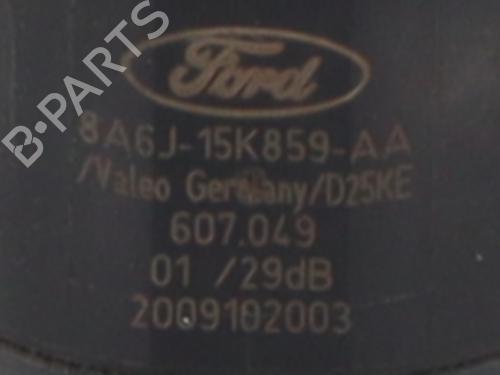 Ford
8A6J-15K859-AA
/Valeo Germany/D25KE
607.049
01 /29dB
2009102003
B-PARTS